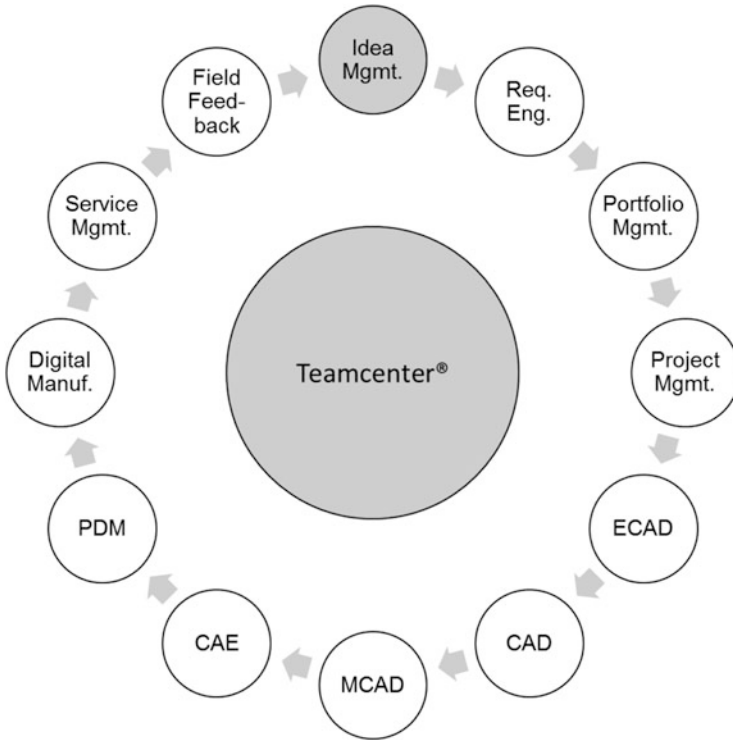 Idea
Mgmt.
Req.
Eng.
Portfolio
Mgmt.
Project
Mgmt.
ECAD
CAD
MCAD
CAE
PDM
Digital
Manuf.
Service
Mgmt.
Field
Feed-
back
Teamcenter®